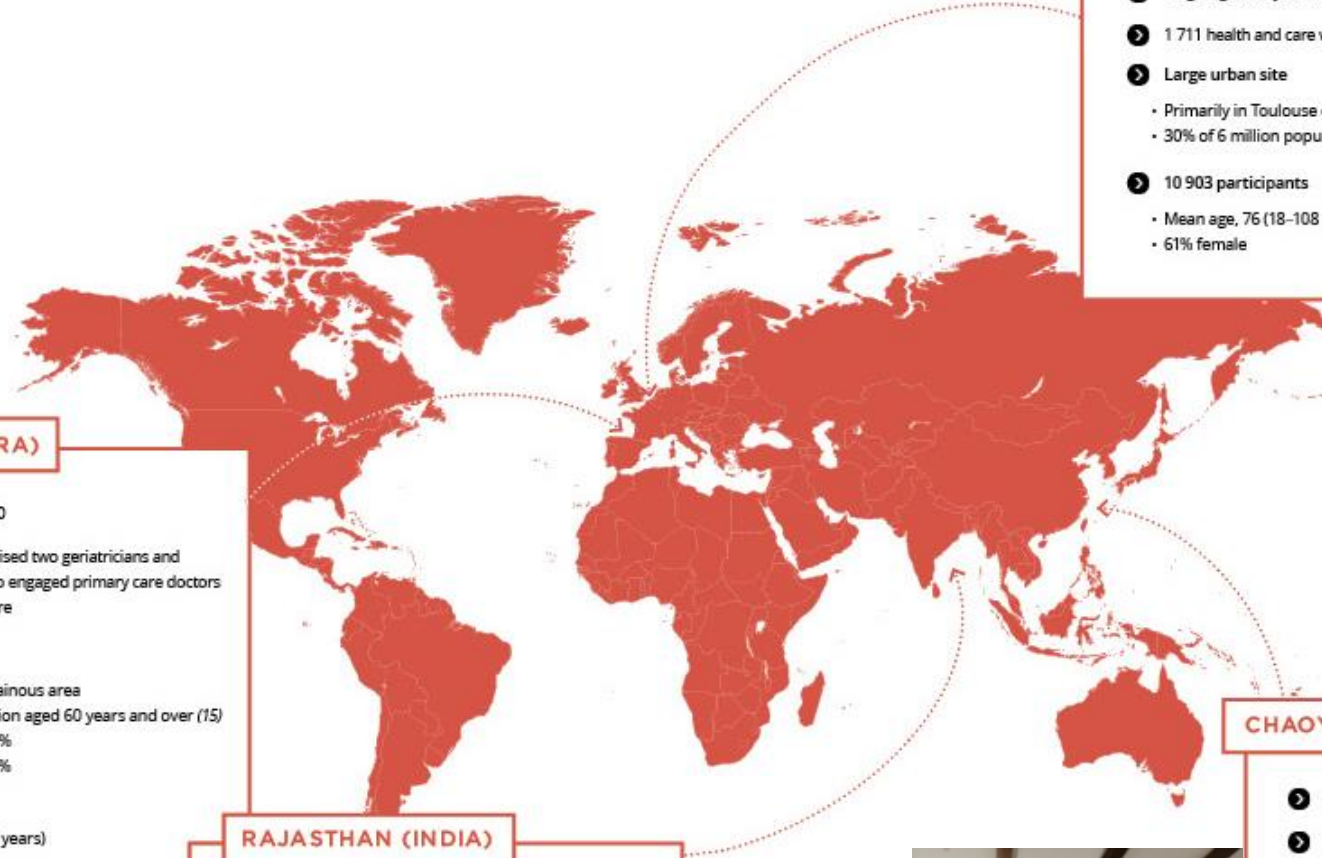 1 711 health and care
Large urban site
• Primarily in Toulouse
• 30% of 6 million
10 903 participants
• Mean age, 76 (18–108
• 61% female
RA)
0
ised two geriatricians and
o engaged primary care doctors
re
ainous area
ion aged 60 years and over (15)
%
%
years)
RAJASTHAN (INDIA)
CHAOY